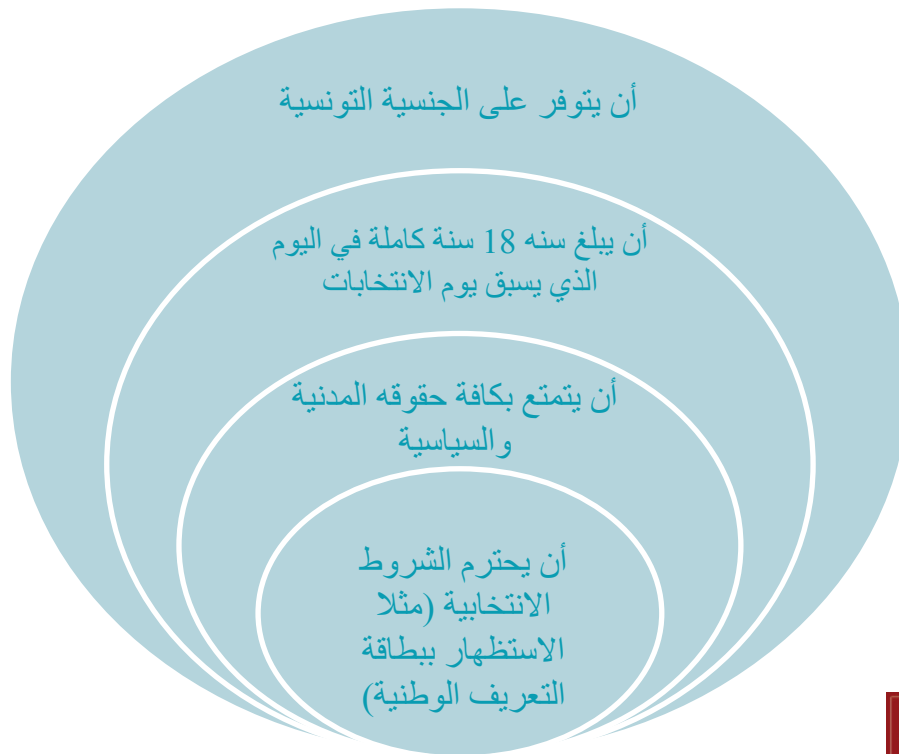 أن يتوفر على الجنسية التونسية
أن يبلغ سنه 18 سنة كاملة في اليوم
الذي يسبق يوم الانتخابات
أن يتمتع بكافة حقوقه المدنية
والسياسية
أن يحترم الشروط
الانتخابية (مثلا
الاستظهار ببطاقة
التعريف الوطنية)